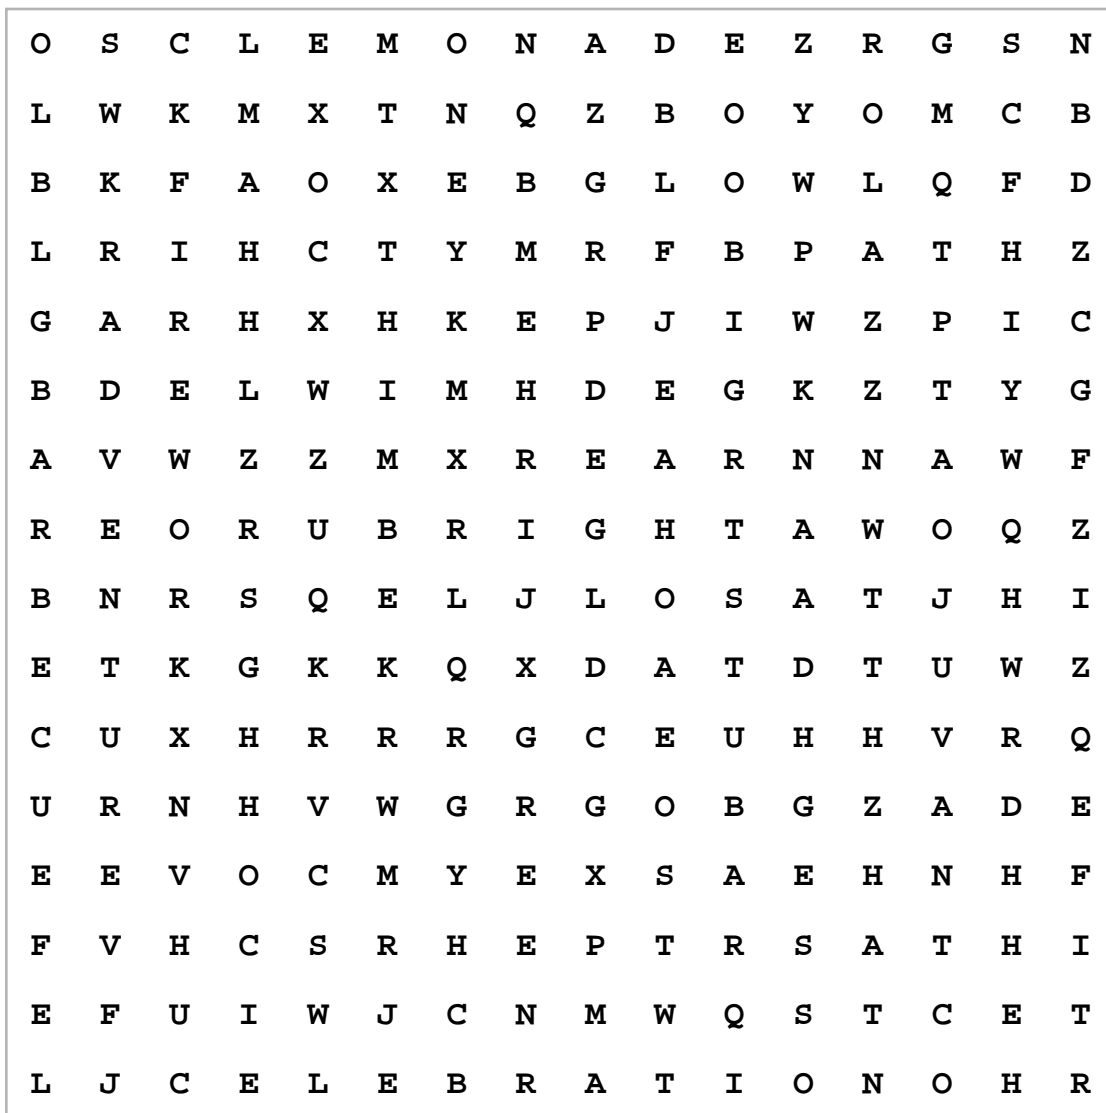 O S C L E M O N A D E Z R G S N
L W K M X T N Q Z B O Y O M C B
B K F A O X E B G L O W L Q F D
L R I H C T Y M R F B P A T H Z
G A R H X H K E P J I W Z P I C
B D E L W I M H D E G K Z T Y G
A V W Z Z M X R E A R N N A W F
R E O R U B R I G H T A W O Q Z
B N R S Q E L J L O S A T J H I
E T K G K K Q X D A T D T U W Z
C U X H R R R G C E U H H V R Q
U R N H V W G R G O B G Z A D E
E E V O C M Y E X S A E H N H F
F V H C S R H E P T R S A T H I
E F U I W J C N M W Q S T C E T
L J C E L E B R A T I O N O H R